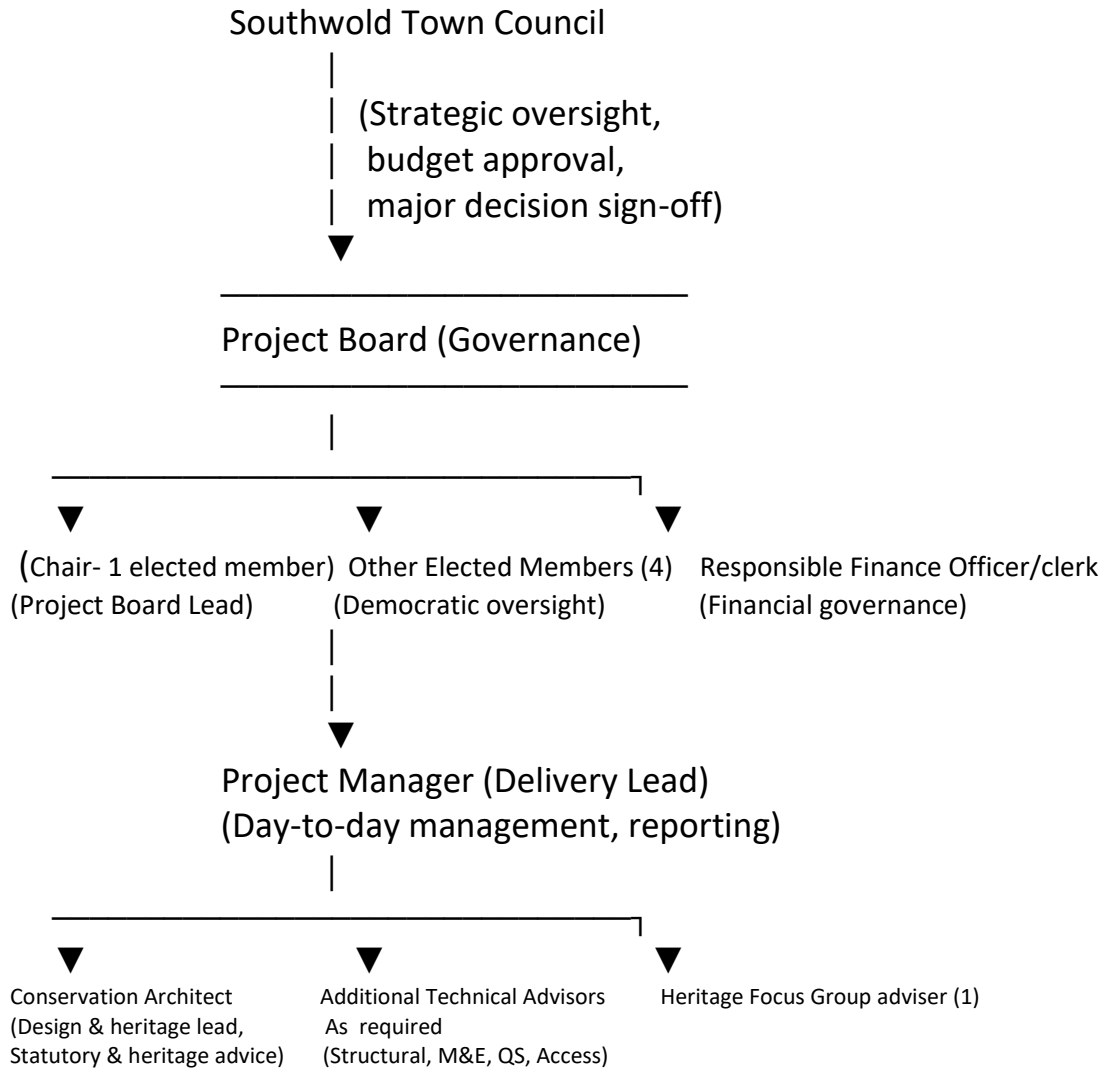 Southwold Town Council
(Strategic oversight,
budget approval,
major decision sign-off)
Project Board (Governance)
(Chair- 1 elected member) Other Elected Members (4) Responsible Finance Officer/clerk
(Project Board Lead) (Democratic oversight) (Financial governance)
Project Manager (Delivery Lead)
(Day-to-day management, reporting)
Conservation Architect Additional Technical Advisors Heritage Focus Group adviser (1)
(Design & heritage lead, As required
Statutory & heritage advice) (Structural, M&E, QS, Access)